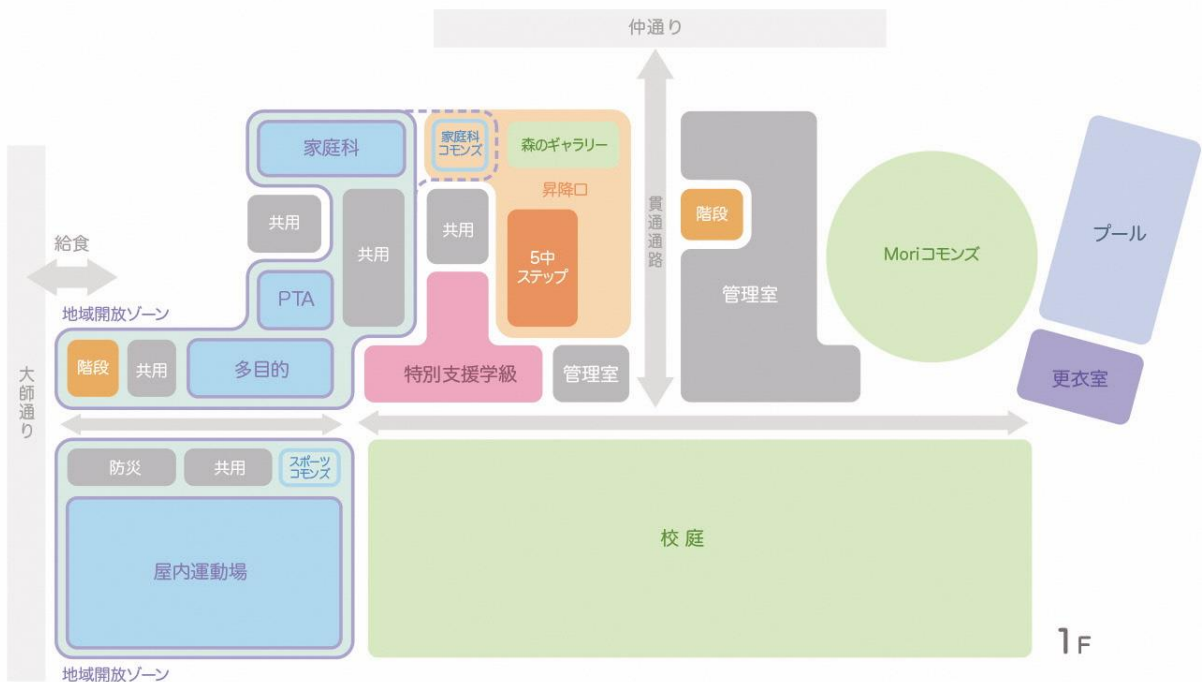 仲通り
家庭科
家庭科
コモンズ
森のギャラリー
昇降口
共用
共用
共用
5中
ステップ
貫通通路
階段
管理室
Moriコモンズ
プール
給食
地域開放ゾーン
PTA
大師通り
階段
共用
多目的
特別支援学級
管理室
更衣室
防災
共用
スポーツ
コモンズ
屋内運動場
校庭
1F
地域開放ゾーン